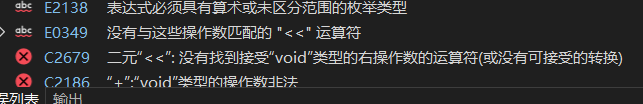 abc E2138 表达式必须具有算术或未区分范围的枚举类型
abc E0349 没有与这些操作数匹配的 "<<" 运算符
C2679 二元“<<”: 没有找到接受“void”类型的右操作数的运算符(或没有可接受的转换)
C2186 “+”:“void”类型的操作数非法
误列表 输出